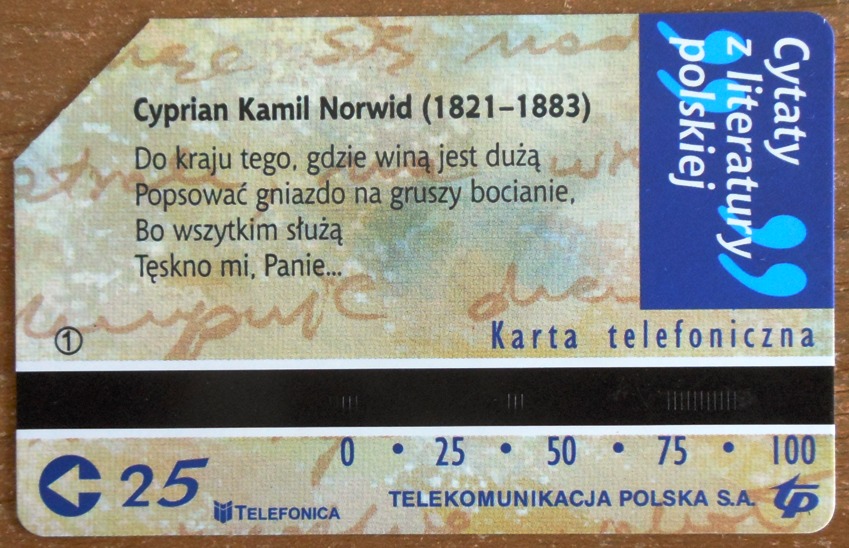 Cyprian Kamil Norwid (1821–1883)
Do kraju tego, gdzie winą jest dużą
Popsować gniazdo na gruszy bocianie,
Bo wszytkim służą
Tęskno mi, Panie...
Cytaty
z literatury
polskiej
1
Karta telefoniczna
0 • 25 • 50 • 75 • 100
25
TELEFONICA
TELEKOMUNIKACJA POLSKA S.A.
tp